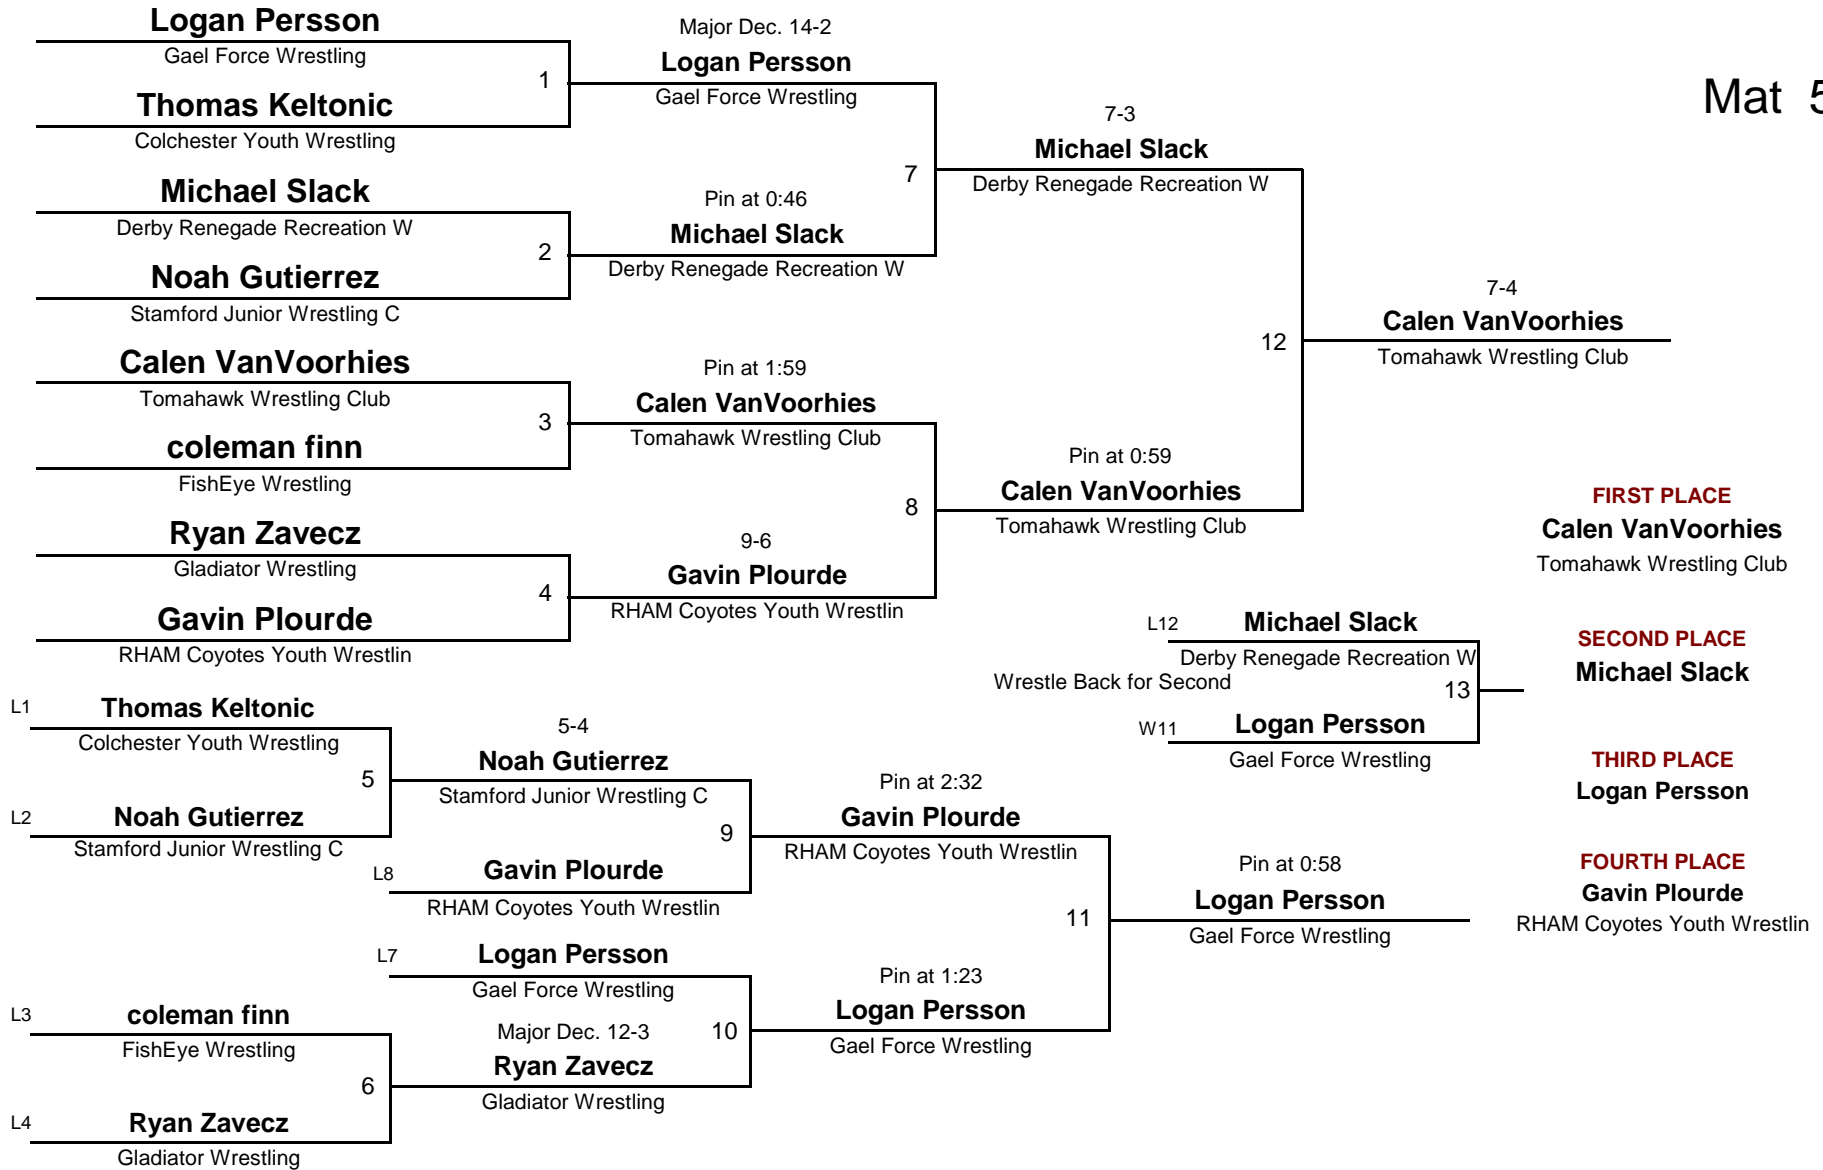 Logan Persson
Gael Force Wrestling
1
Thomas Keltonic
Colchester Youth Wrestling
Michael Slack
Derby Renegade Recreation W
2
Noah Gutierrez
Stamford Junior Wrestling C
Calen VanVoorhies
Tomahawk Wrestling Club
3
coleman finn
FishEye Wrestling
Ryan Zavecz
Gladiator Wrestling
4
Gavin Plourde
RHAM Coyotes Youth Wrestlin
Major Dec. 14-2
Logan Persson
Gael Force Wrestling
7
Pin at 0:46
Michael Slack
Derby Renegade Recreation W
Pin at 1:59
Calen VanVoorhies
Tomahawk Wrestling Club
8
9-6
Gavin Plourde
RHAM Coyotes Youth Wrestlin
7-3
Michael Slack
Derby Renegade Recreation W
12
Pin at 0:59
Calen VanVoorhies
Tomahawk Wrestling Club
Mat 5
7-4
Calen VanVoorhies
Tomahawk Wrestling Club
L1
Thomas Keltonic
Colchester Youth Wrestling
5
L2
Noah Gutierrez
Stamford Junior Wrestling C
L3
coleman finn
FishEye Wrestling
6
L4
Ryan Zavecz
Gladiator Wrestling
5-4
Noah Gutierrez
Stamford Junior Wrestling C
9
L8
Gavin Plourde
RHAM Coyotes Youth Wrestlin
L7
Logan Persson
Gael Force Wrestling
10
Major Dec. 12-3
Ryan Zavecz
Gladiator Wrestling
Pin at 2:32
Gavin Plourde
RHAM Coyotes Youth Wrestlin
11
Pin at 1:23
Logan Persson
Gael Force Wrestling
Pin at 0:58
Logan Persson
Gael Force Wrestling
L12
Michael Slack
Derby Renegade Recreation W
Wrestle Back for Second
13
W11
Logan Persson
Gael Force Wrestling
FIRST PLACE
Calen VanVoorhies
Tomahawk Wrestling Club
SECOND PLACE
Michael Slack
THIRD PLACE
Logan Persson
FOURTH PLACE
Gavin Plourde
RHAM Coyotes Youth Wrestlin